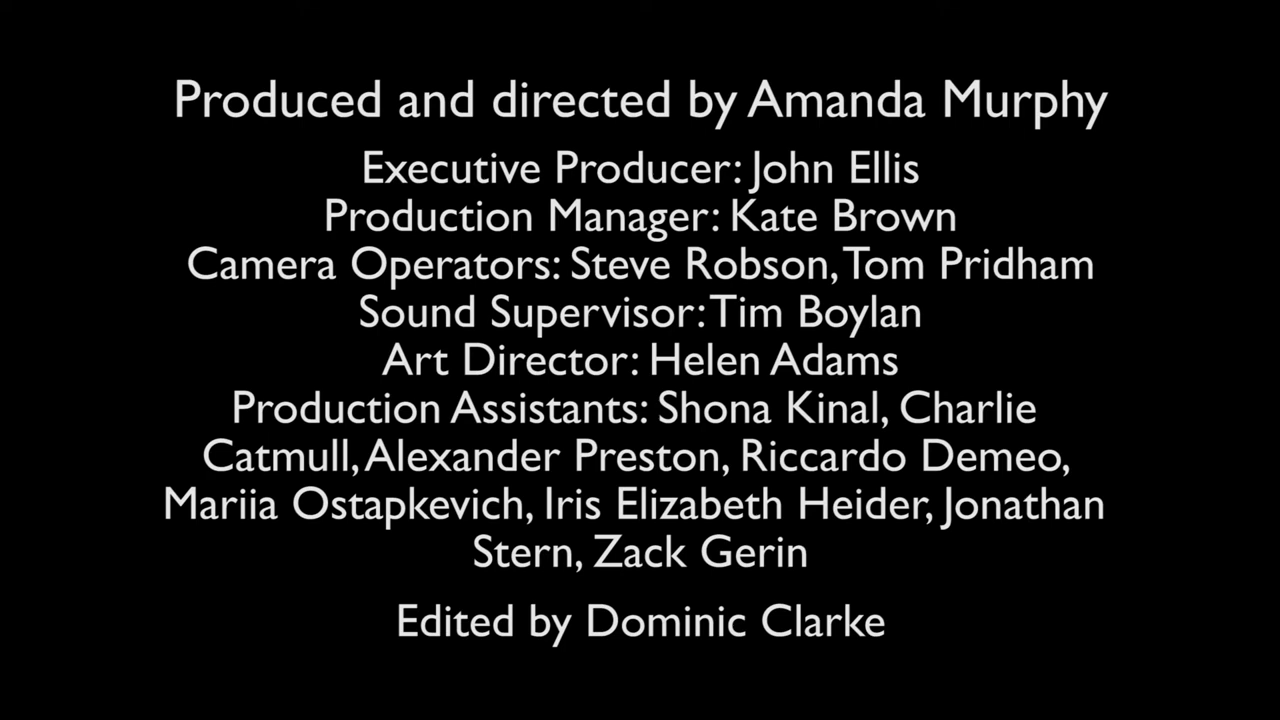 Produced and directed by Amanda Murphy
Executive Producer: John Ellis
Production Manager: Kate Brown
Camera Operators: Steve Robson, Tom Pridham
Sound Supervisor: Tim Boylan
Art Director: Helen Adams
Production Assistants: Shona Kinal, Charlie
Catmull, Alexander Preston, Riccardo Demeo,
Mariia Ostapkevich, Iris Elizabeth Heider, Jonathan
Stern, Zack Gerin
Edited by Dominic Clarke